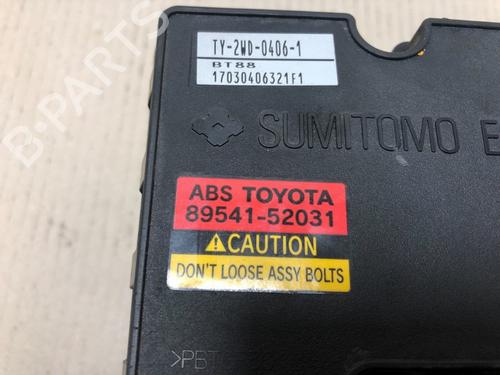 TY-2WD-0406-1
BT88
17030406321F1
SUMITOMO E
ABS TOYOTA
89541-52031
CAUTION
DON'T LOOSE ASSY BOLTS
>PBT
B-PARTS